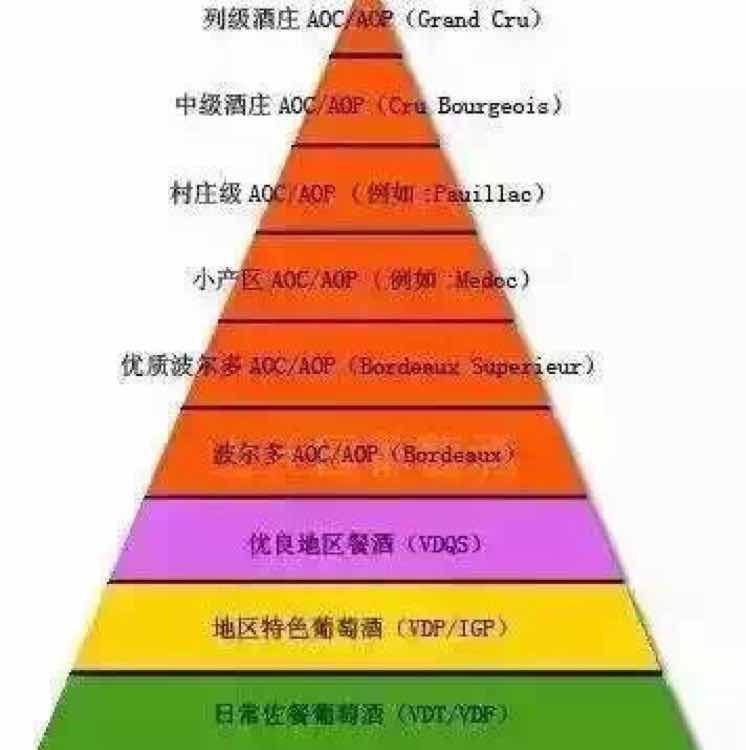 列级酒庄 AOC/AOP（Grand Cru）
中级酒庄 AOC/AOP（Cru Bourgeois）
村庄级 AOC/AOP（例如:Pauillac）
小产区 AOC/AOP（例如:Medoc）
优质波尔多 AOC/AOP（Bordeaux Superieur）
波尔多 AOC/AOP（Bordeaux）
优良地区餐酒（VDQS）
地区特色葡萄酒（VDP/IGP）
日常佐餐葡萄酒（VDT/VDF）